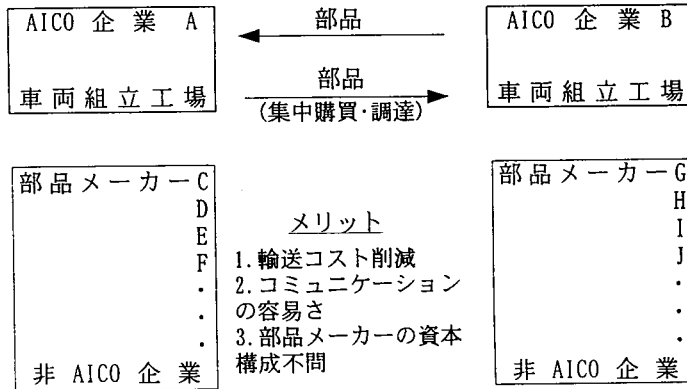 AICO 企業 A
車両組立工場
部品
部品
(集中購買･調達)
AICO 企業 B
車両組立工場
部品メーカーC
D
E
F
・
・
・
非 AICO 企業
メリット
1.輸送コスト削減
2.コミュニケーション
の容易さ
3.部品メーカーの資本
構成不問
部品メーカーG
H
I
J
・
・
・
非 AICO 企業